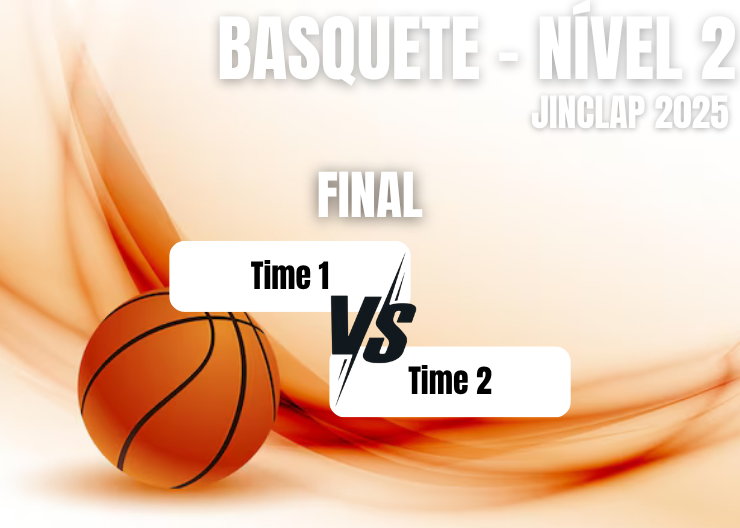 BASQUETE - NÍVEL 2
JINCLAP 2025
FINAL
Time 1
VS
Time 2